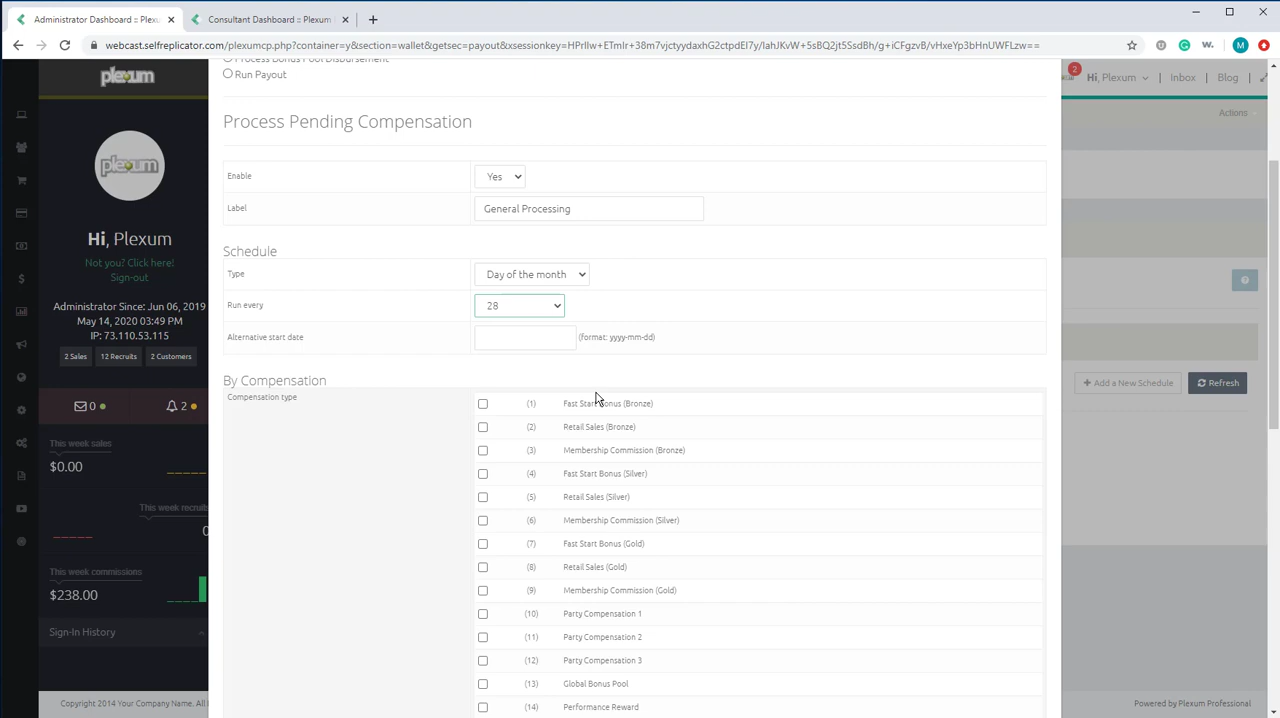 Administrator Dashboard :: Plexu
Consultant Dashboard :: Plexum
webcast.selfreplicator.com/plexumcp.php?container=y&section=wallet&getsec=payout&xsessionkey=
M
plexum
Process Bonus Pool Disbursement
Run Payout
2
Hi, Plexum
Inbox
Blog
Actions
Process Pending Compensation
Enable
Yes
Label
General Processing
plexum
Hi, Plexum
Not you? Click here!
Sign-out
Administrator Since: Jun 06, 2019
May 14, 2020 03:49 PM
IP: 73.110.53.115
2 Sales
12 Recruits
2 Customers
0
2
Schedule
Type
Day of the month
Run every
28
Alternative start date
(format: yyyy-mm-dd)
+ Add a New Schedule
Refresh
By Compensation
Compensation type
(1) Fast Start Bonus (Bronze)
(2) Retail Sales (Bronze)
(3) Membership Commission (Bronze)
(4) Fast Start Bonus (Silver)
(5) Retail Sales (Silver)
(6) Membership Commission (Silver)
(7) Fast Start Bonus (Gold)
(8) Retail Sales (Gold)
(9) Membership Commission (Gold)
(10) Party Compensation 1
(11) Party Compensation 2
(12) Party Compensation 3
(13) Global Bonus Pool
(14) Performance Reward
This week sales
$0.00
This week recruit
0
This week commissions
$238.00
Sign-In History
Copyright 2014 Your Company Name. All
Powered by Plexum Professional